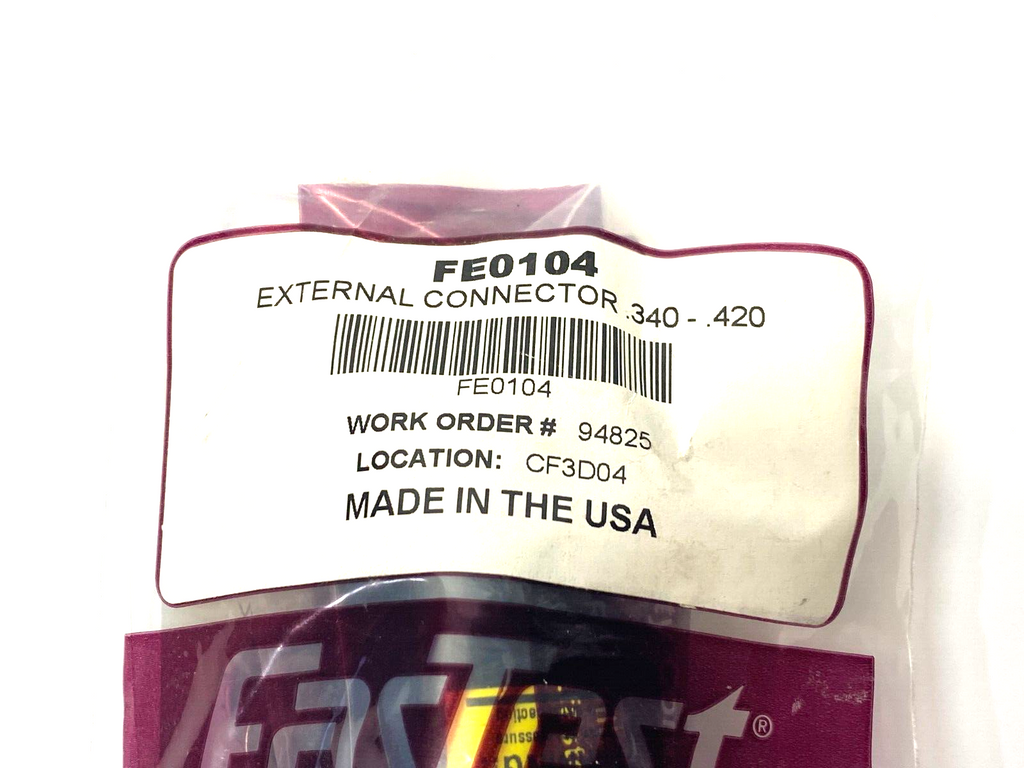 FE0104
EXTERNAL CONNECTOR .340 - .420
FE0104
WORK ORDER # 94825
LOCATION: CF3D04
MADE IN THE USA
FasTest®